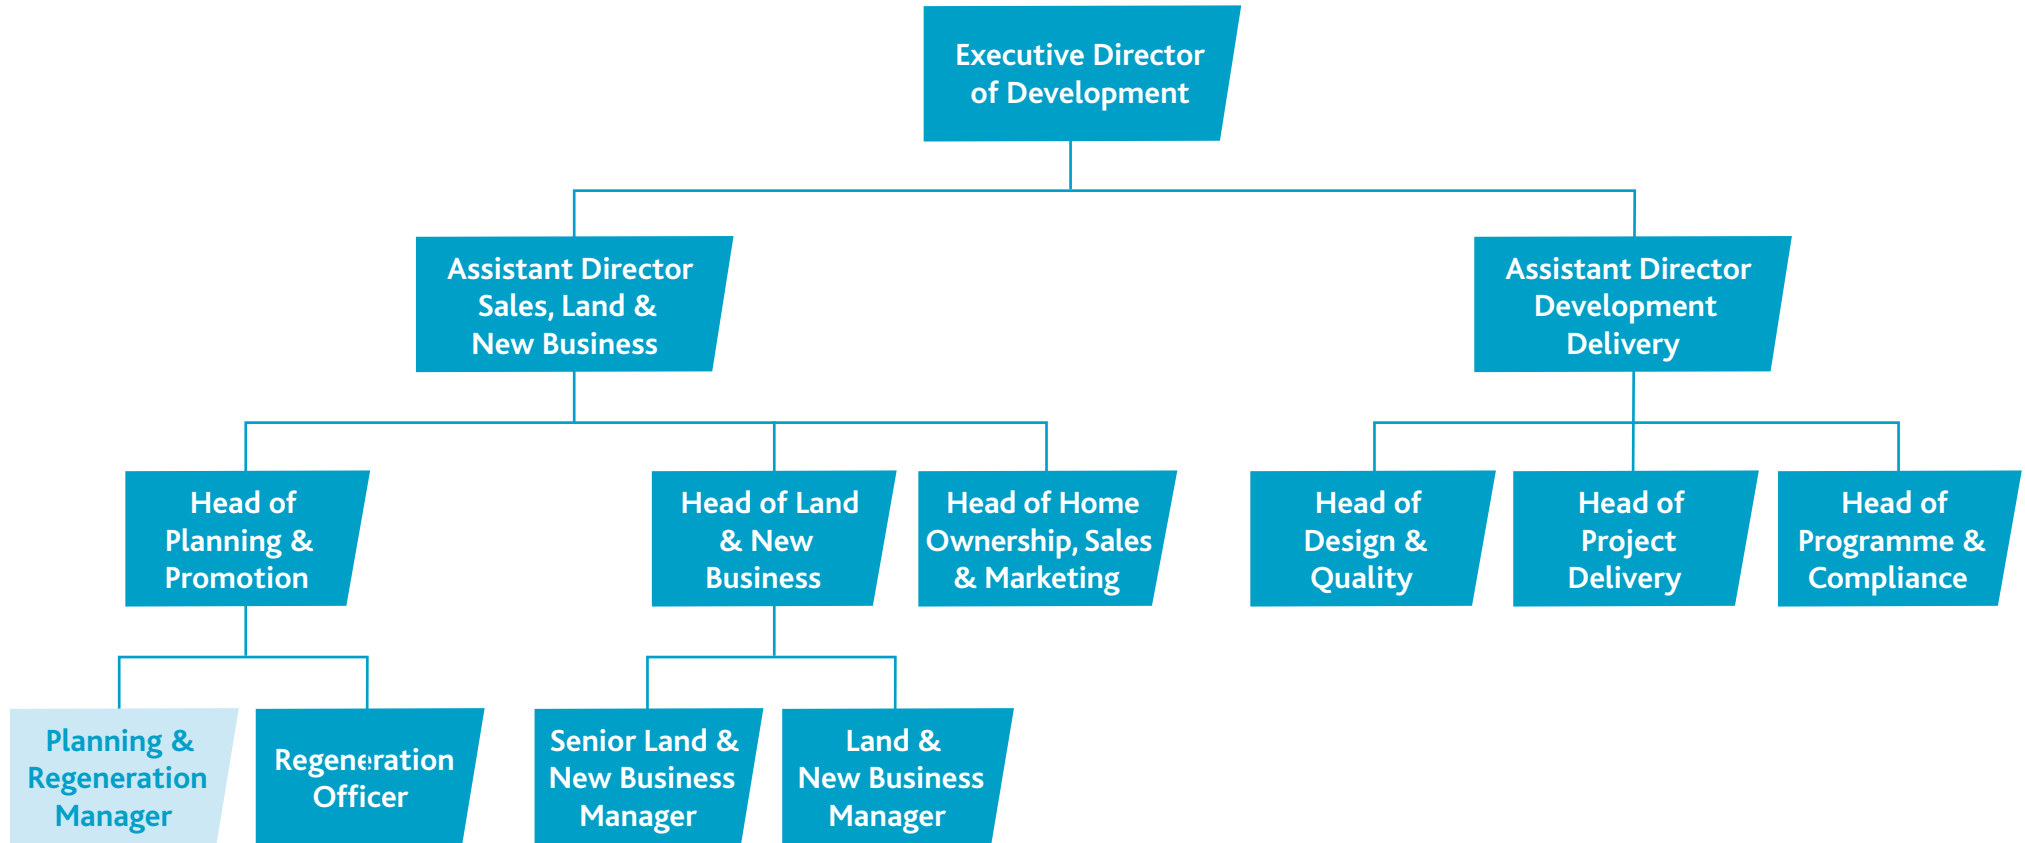 Executive Director
of Development
Assistant Director
Sales, Land &
New Business
Assistant Director
Development
Delivery
Head of
Planning &
Promotion
Head of Land
& New
Business
Head of Home
Ownership, Sales
& Marketing
Head of
Design &
Quality
Head of
Project
Delivery
Head of
Programme &
Compliance
Planning &
Regeneration
Manager
Regeneration
Officer
Senior Land &
New Business
Manager
Land &
New Business
Manager